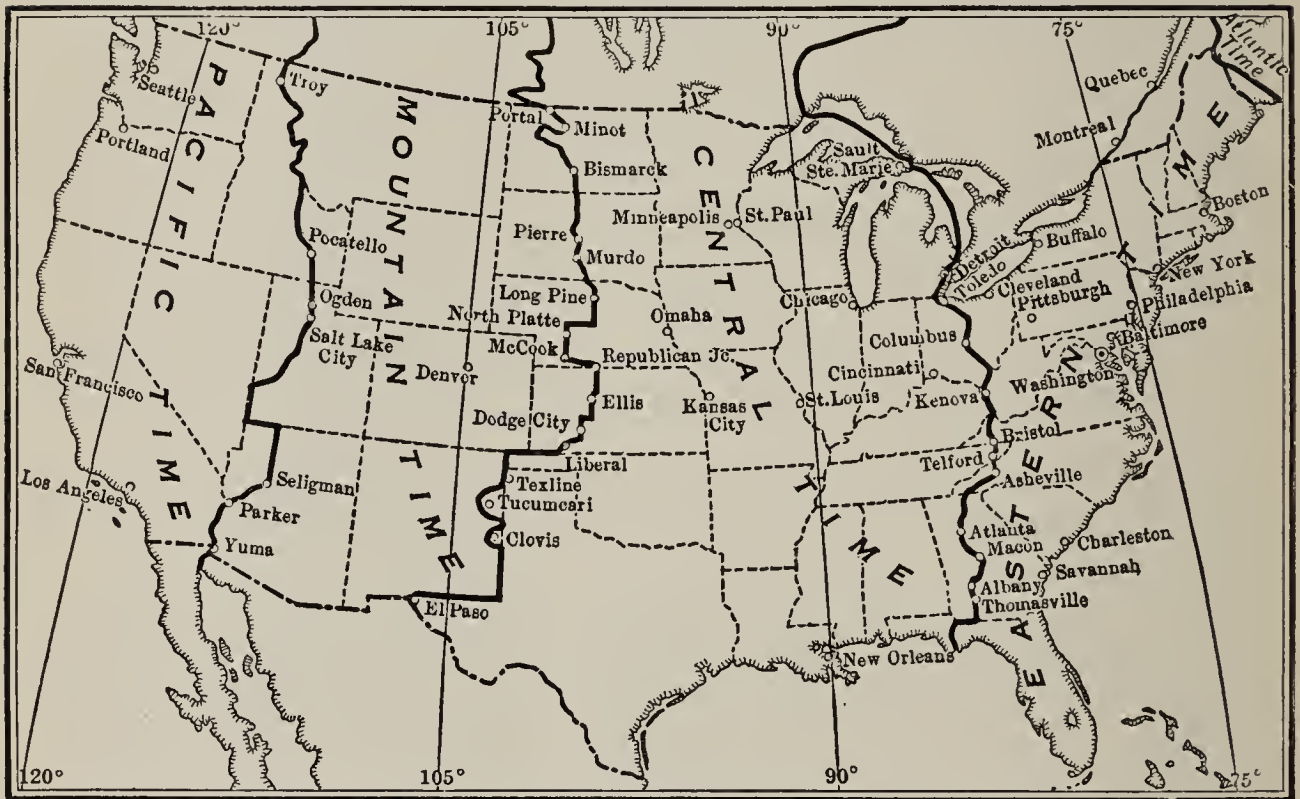 120°
105°
90°
75°
Atlantic
Time
Seattle
Troy
Quebec
PACIFIC TIME
MOUNTAIN TIME
CENTRAL TIME
EASTERN TIME
Portal
Minot
Portland
Montreal
Bismarck
Sault
Ste. Marie
Minneapolis
St. Paul
Boston
Pocatello
Pierre
Murdo
Detroit
Buffalo
Toledo
Cleveland
New York
Ogden
Long Pine
Chicago
Pittsburgh
Philadelphia
North Platte
Omaha
Salt Lake
City
McCook
Republican Jc.
Columbus
Baltimore
San Francisco
Denver
Cincinnati
Washington
Ellis
Kansas
City
St. Louis
Kenova
Dodge City
Bristol
Liberal
Telford
Los Angeles
Seligman
Texline
Asheville
Tucumcari
Parker
Clovis
Atlanta
Macon
Charleston
Yuma
Savannah
Albany
Thomasville
El Paso
New Orleans
120°
105°
90°
75°